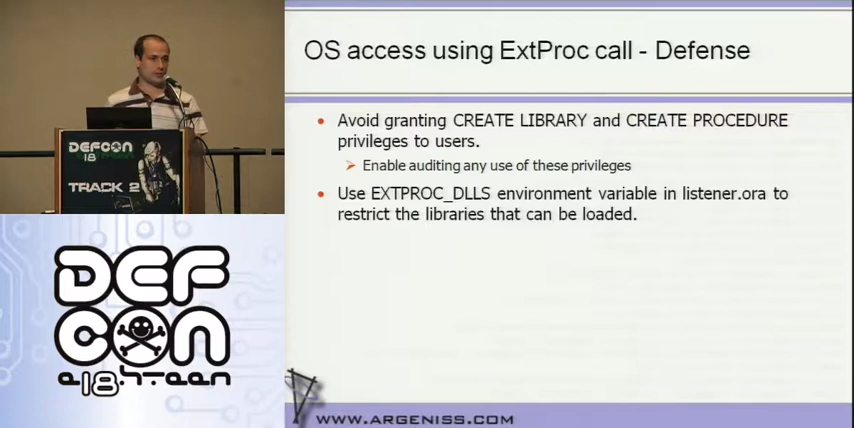 OS access using ExtProc call - Defense
Avoid granting CREATE LIBRARY and CREATE PROCEDURE
privileges to users.
Enable auditing any use of these privileges
Use EXTPROC_DLLS environment variable in listener.ora to
restrict the libraries that can be loaded.
WWW.ARGENISS.COM
DEFCON
18
TRACK 2
DEF
CON